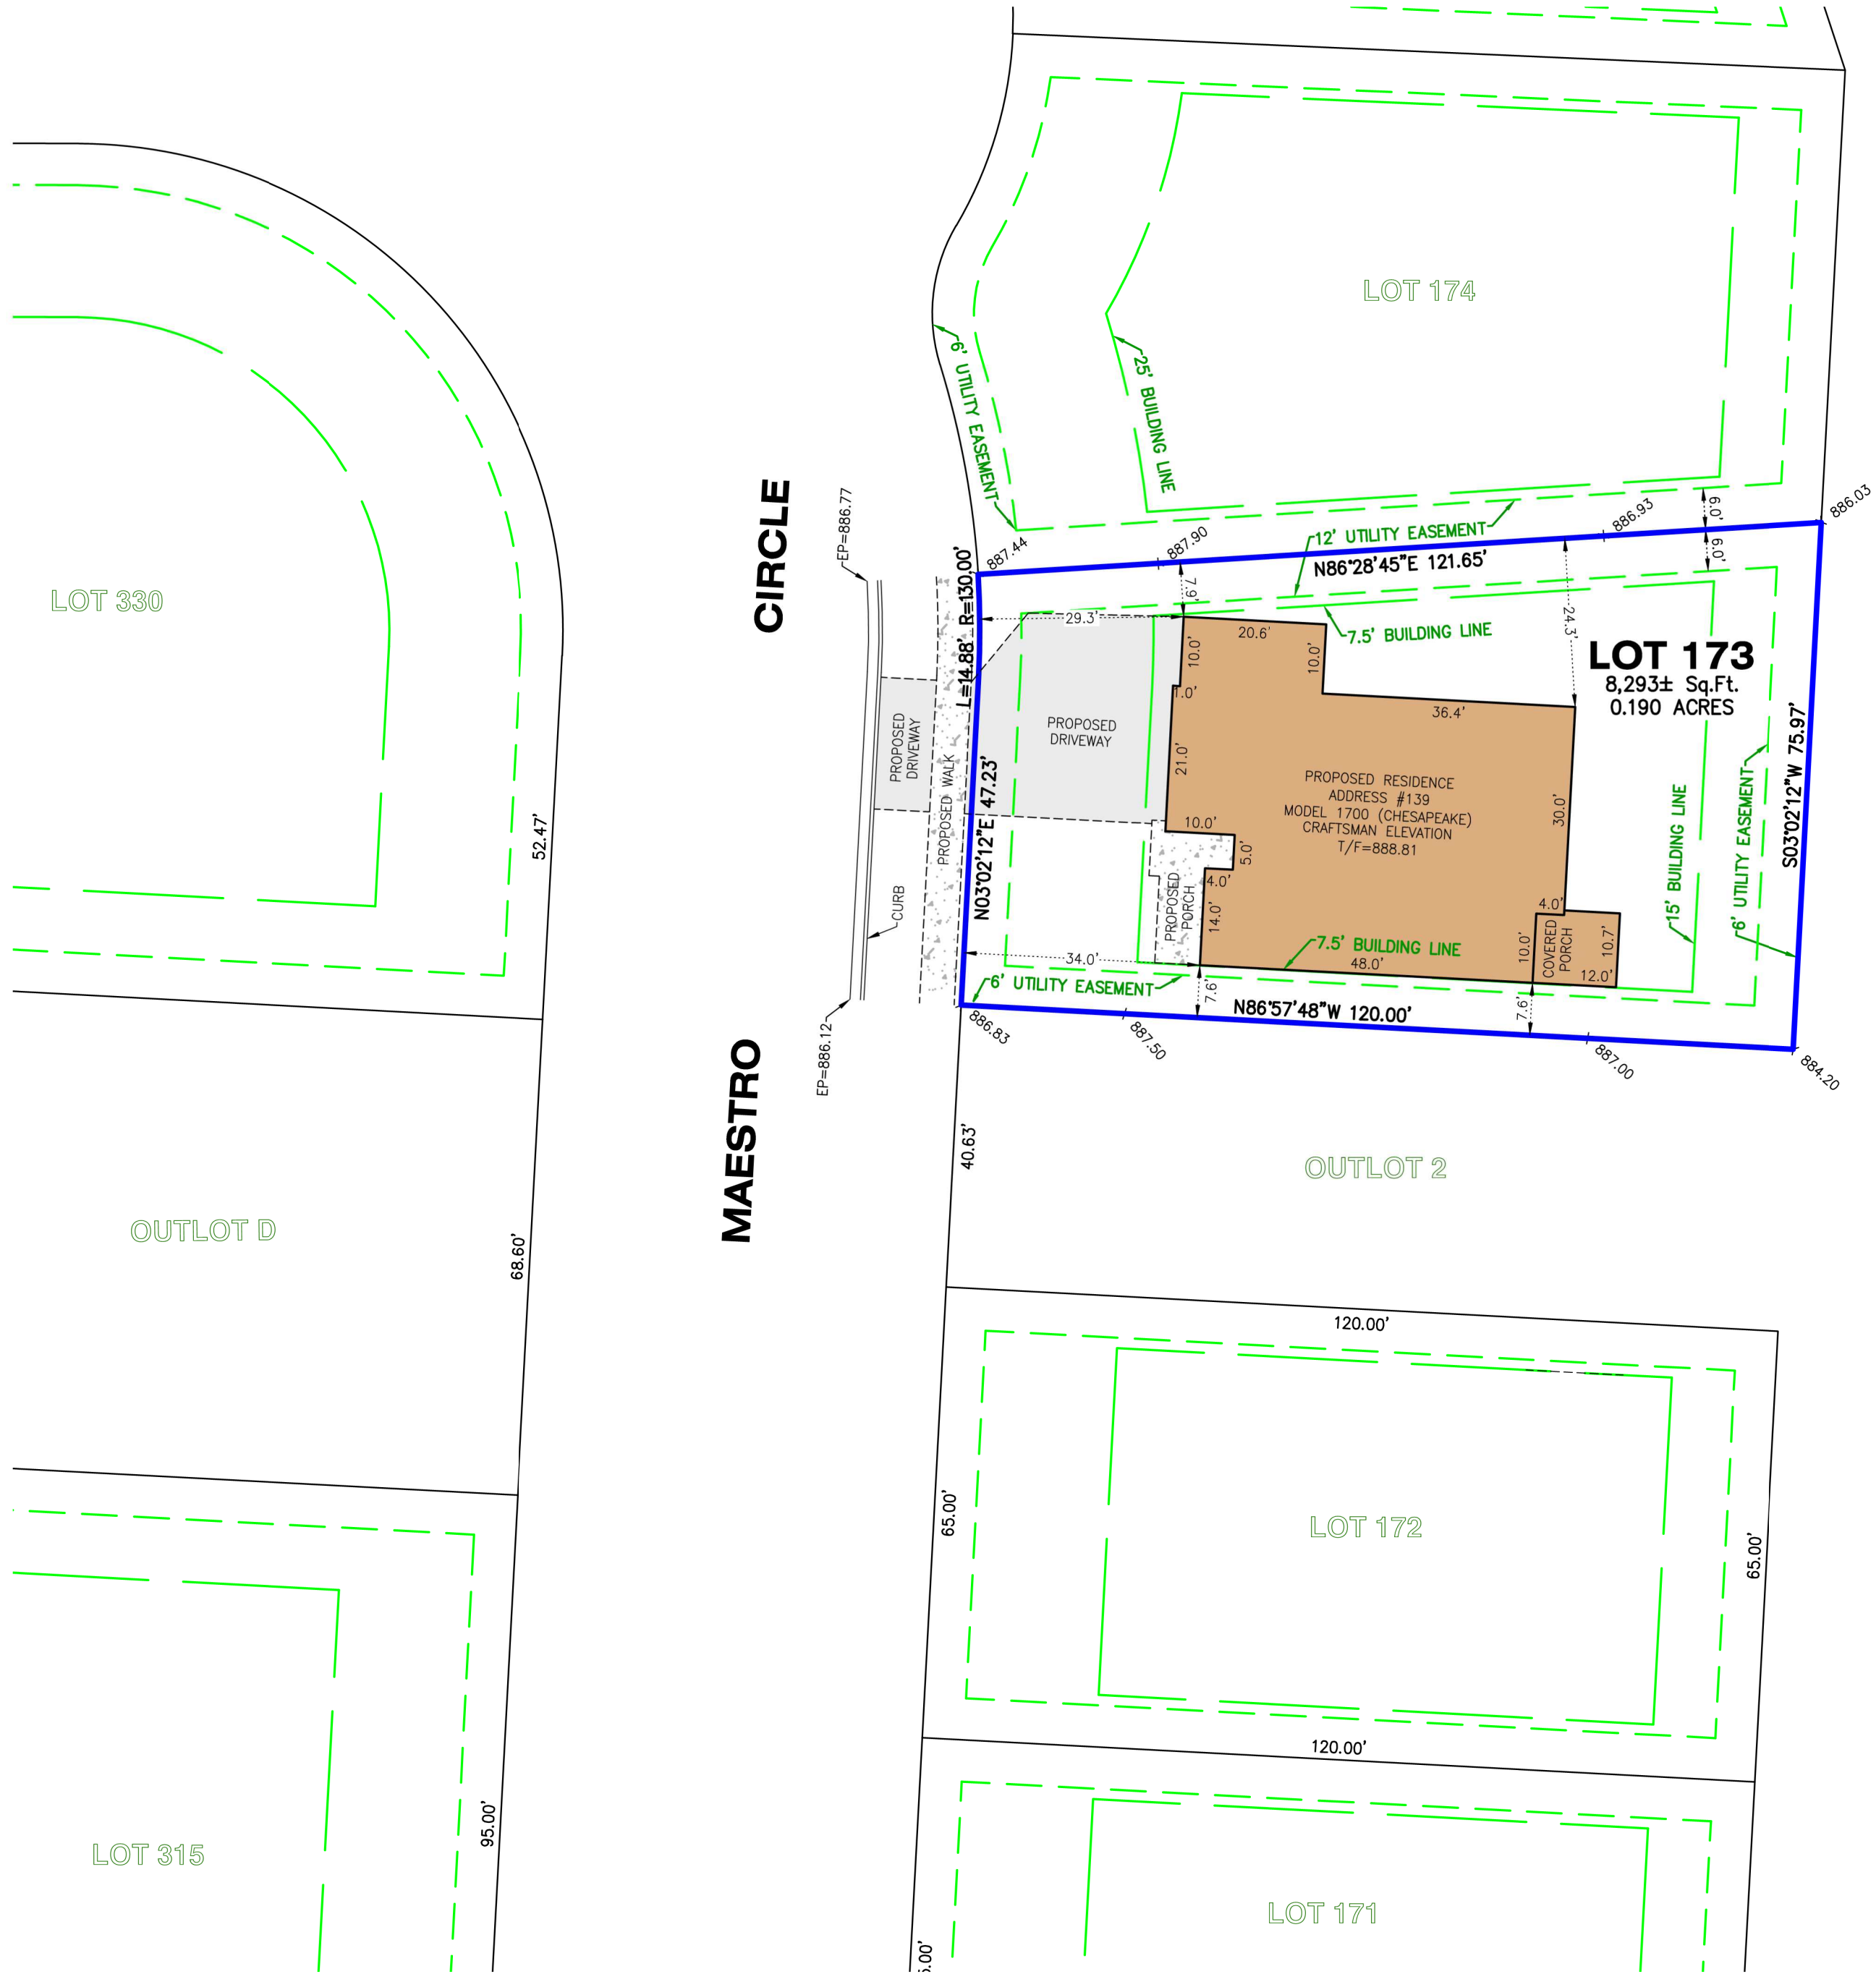 LOT 174
6' UTILITY EASEMENT
25' BUILDING LINE
CIRCLE
EP=886.77
LOT 330
887.44
887.90
886.93
886.03
12' UTILITY EASEMENT
N86°28'45"E 121.65'
6.0'
6.0'
L=14.88' R=130.00'
29.3'
7.9'
20.6'
7.5' BUILDING LINE
24.3'
10.0'
10.0'
1.0'
LOT 173
8,293± Sq.Ft.
0.190 ACRES
36.4'
PROPOSED
DRIVEWAY
PROPOSED
DRIVEWAY
PROPOSED WALK
N03°02'12"E 47.23'
21.0'
PROPOSED RESIDENCE
ADDRESS #139
MODEL 1700 (CHESAPEAKE)
CRAFTSMAN ELEVATION
T/F=888.81
30.0'
15' BUILDING LINE
6' UTILITY EASEMENT
S03°02'12"W 75.97'
52.47'
CURB
10.0'
5.0'
4.0'
14.0'
PROPOSED
PORCH
4.0'
10.0'
COVERED
PORCH
10.7'
12.0'
34.0'
7.5' BUILDING LINE
48.0'
6' UTILITY EASEMENT
7.6'
7.6'
N86°57'48"W 120.00'
886.83
887.50
887.00
884.20
EP=886.12
MAESTRO
40.63'
OUTLOT 2
OUTLOT D
68.60'
120.00'
65.00'
LOT 172
65.00'
120.00'
95.00'
LOT 315
LOT 171
.00'